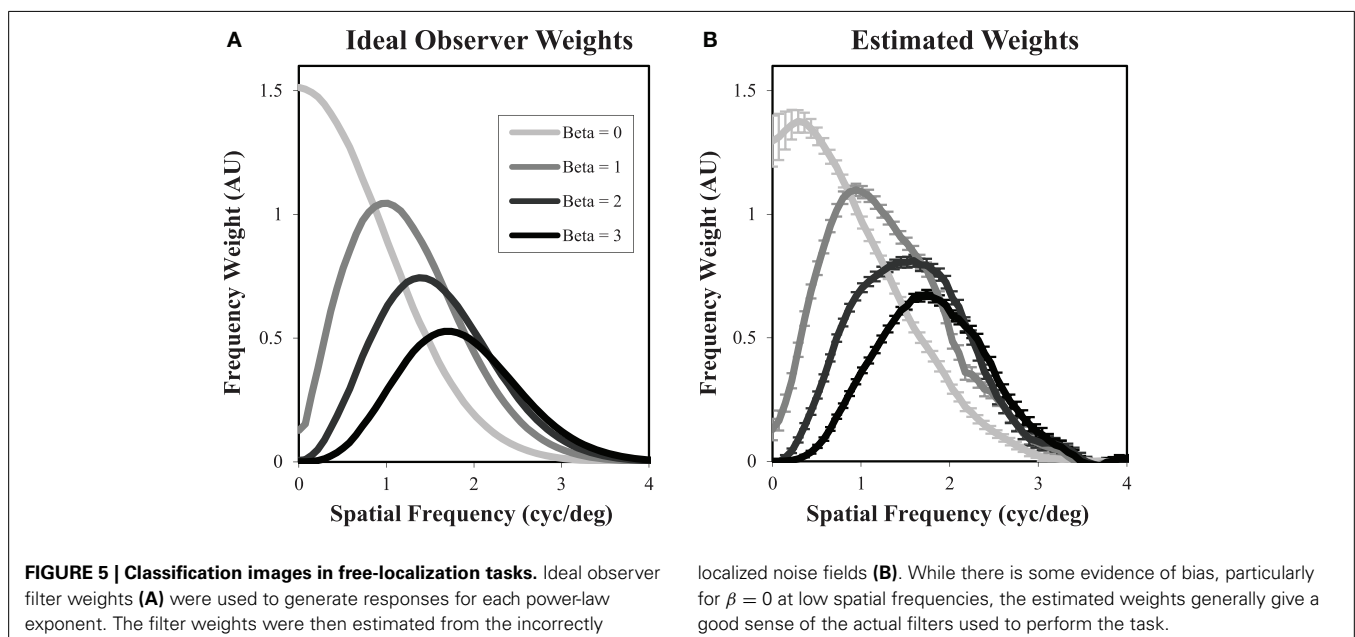 A Ideal Observer Weights
Frequency Weight (AU)
1.5
1
0.5
0
Beta = 0
Beta = 1
Beta = 2
Beta = 3
0 1 2 3 4
Spatial Frequency (cyc/deg)
B Estimated Weights
Frequency Weight (AU)
1.5
1
0.5
0
0 1 2 3 4
Spatial Frequency (cyc/deg)
FIGURE 5 | Classification images in free-localization tasks. Ideal observer
filter weights (A) were used to generate responses for each power-law
exponent. The filter weights were then estimated from the incorrectly
localized noise fields (B). While there is some evidence of bias, particularly
for β = 0 at low spatial frequencies, the estimated weights generally give a
good sense of the actual filters used to perform the task.